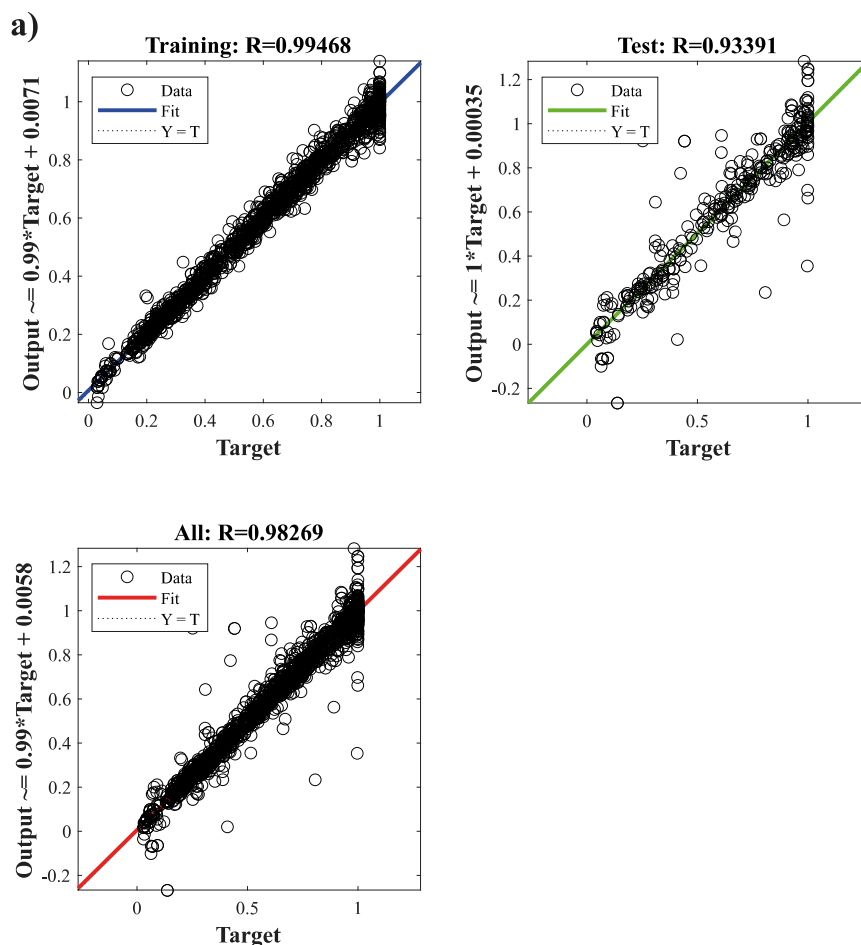 a)
Training: R=0.99468
Output ~= 0.99*Target + 0.0071
Data
Fit
Y = T
1
0.8
0.6
0.4
0.2
0
0 0.2 0.4 0.6 0.8 1
Target
Test: R=0.93391
Output ~= 1*Target + 0.00035
Data
Fit
Y = T
1.2
1
0.8
0.6
0.4
0.2
0
-0.2
0 0.5 1
Target
All: R=0.98269
Output ~= 0.99*Target + 0.0058
Data
Fit
Y = T
1.2
1
0.8
0.6
0.4
0.2
0
-0.2
0 0.5 1
Target